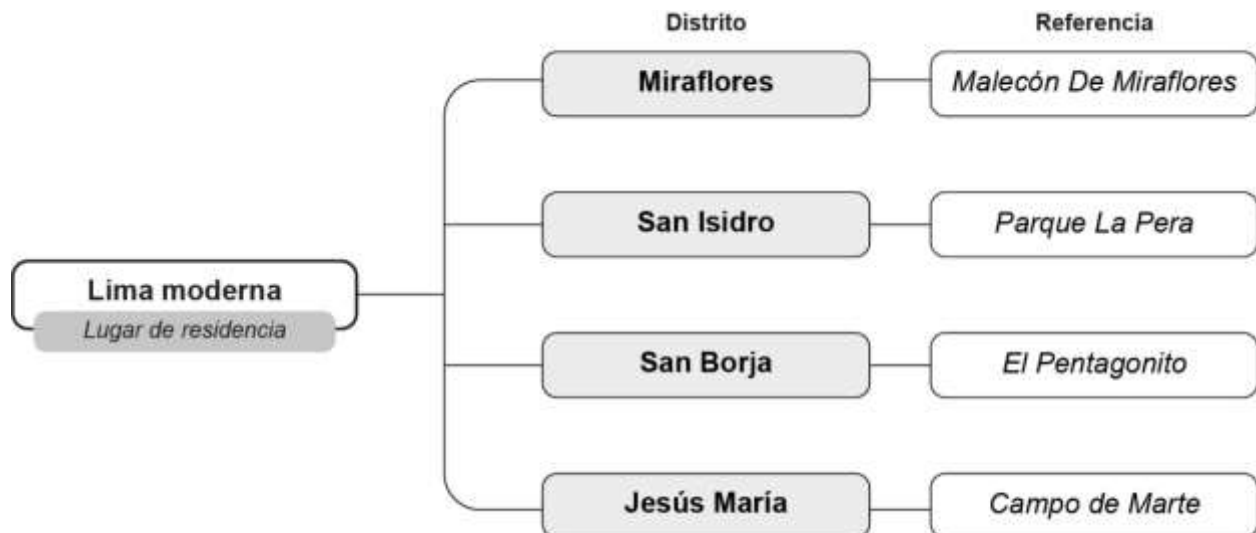 Distrito
Referencia
Miraflores
Malecón De Miraflores
San Isidro
Parque La Pera
Lima moderna
Lugar de residencia
San Borja
El Pentagonito
Jesús María
Campo de Marte